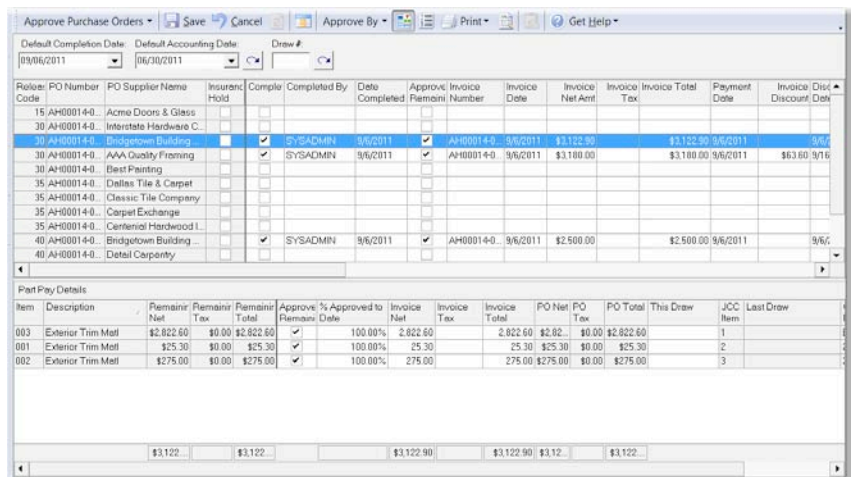 Approve Purchase Orders Save Cancel Approve By Print Get Help
Default Completion Date: Default Accounting Date: Draw #:
09/06/2011 06/30/2011
Releas Code PO Number PO Supplier Name Insuranc Hold Comple Completed By Date Completed Approve Remaini Invoice Number Invoice Date Invoice Net Amt Invoice Tax Invoice Total Payment Date Invoice Discount Disc Date
15 AH00014-0... Acme Doors & Glass
30 AH00014-0... Interstate Hardware C...
30 AH00014-0... Bridgetown Building ... SYSADMIN 9/6/2011 AH00014-0... 9/6/2011 $3,122.90 $3,122.90 9/6/2011 9/6/2
30 AH00014-0... AAA Quality Framing SYSADMIN 9/6/2011 AH00014-0... 9/6/2011 $3,180.00 $3,180.00 9/6/2011 $63.60 9/16
30 AH00014-0... Best Painting
35 AH00014-0... Dallas Tile & Carpet
35 AH00014-0... Classic Tile Company
35 AH00014-0... Carpet Exchange
35 AH00014-0... Centenial Hardwood I...
40 AH00014-0... Bridgetown Building ... SYSADMIN 9/6/2011 AH00014-0... 9/6/2011 $2,500.00 $2,500.00 9/6/2011 9/6/2
40 AH00014-0... Detail Carpentry
Part Pay Details
Item Description Remainin Net Remainin Tax Remainin Total Approve Remaini % Approved to Date Invoice Net Invoice Tax Invoice Total PO Net PO Tax PO Total This Draw JCC Item Last Draw
003 Exterior Trim Matl $2,822.60 $0.00 $2,822.60 100.00% 2,822.60 2,822.60 $2,82... $0.00 $2,822.60 1
001 Exterior Trim Matl $25.30 $0.00 $25.30 100.00% 25.30 25.30 $25.30 $0.00 $25.30 2
002 Exterior Trim Matl $275.00 $0.00 $275.00 100.00% 275.00 275.00 $275.00 $0.00 $275.00 3
$3,122... $3,122... $3,122.90 $3,122.90 $3,12... $3,122...